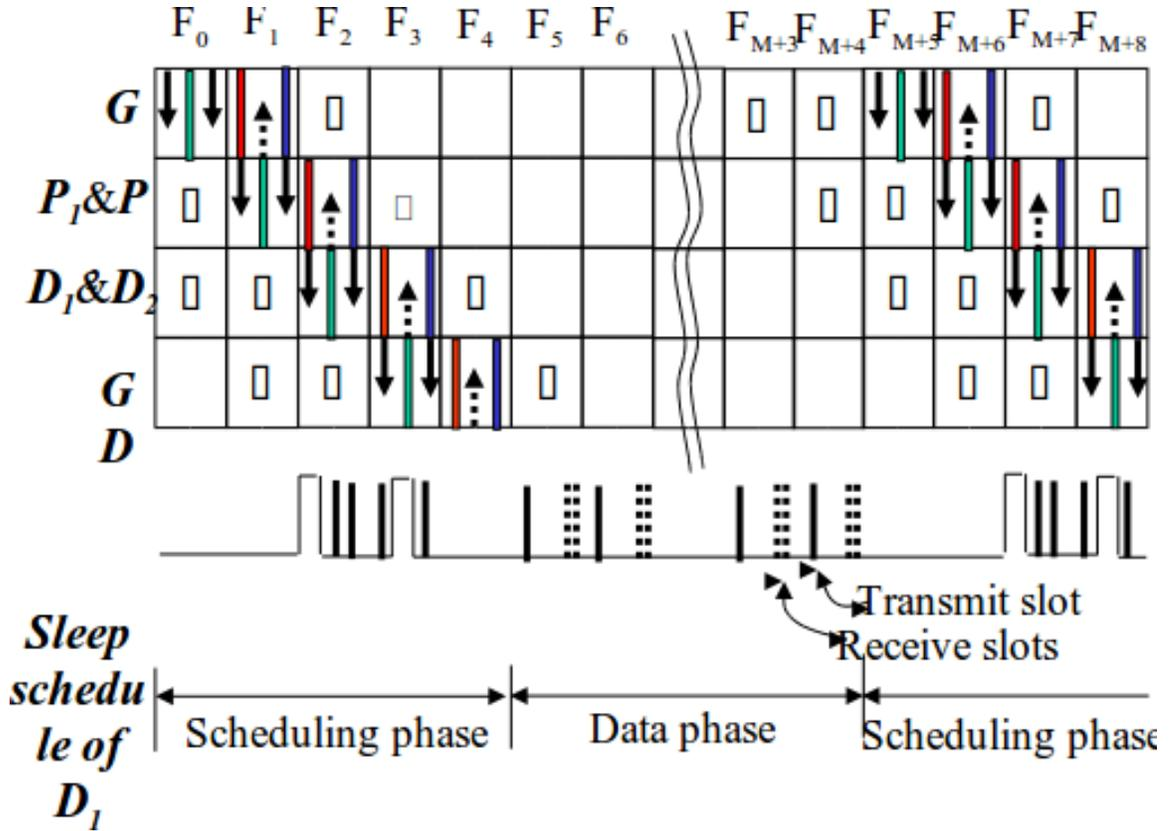 F0 F1 F2 F3 F4 F5 F6 FM+3 FM+4 FM+5 FM+6 FM+7 FM+8
G
P1&P
D1&D2
G
D
Transmit slot
Receive slots
Sleep
schedu
le of
D1
Scheduling phase
Data phase
Scheduling phase